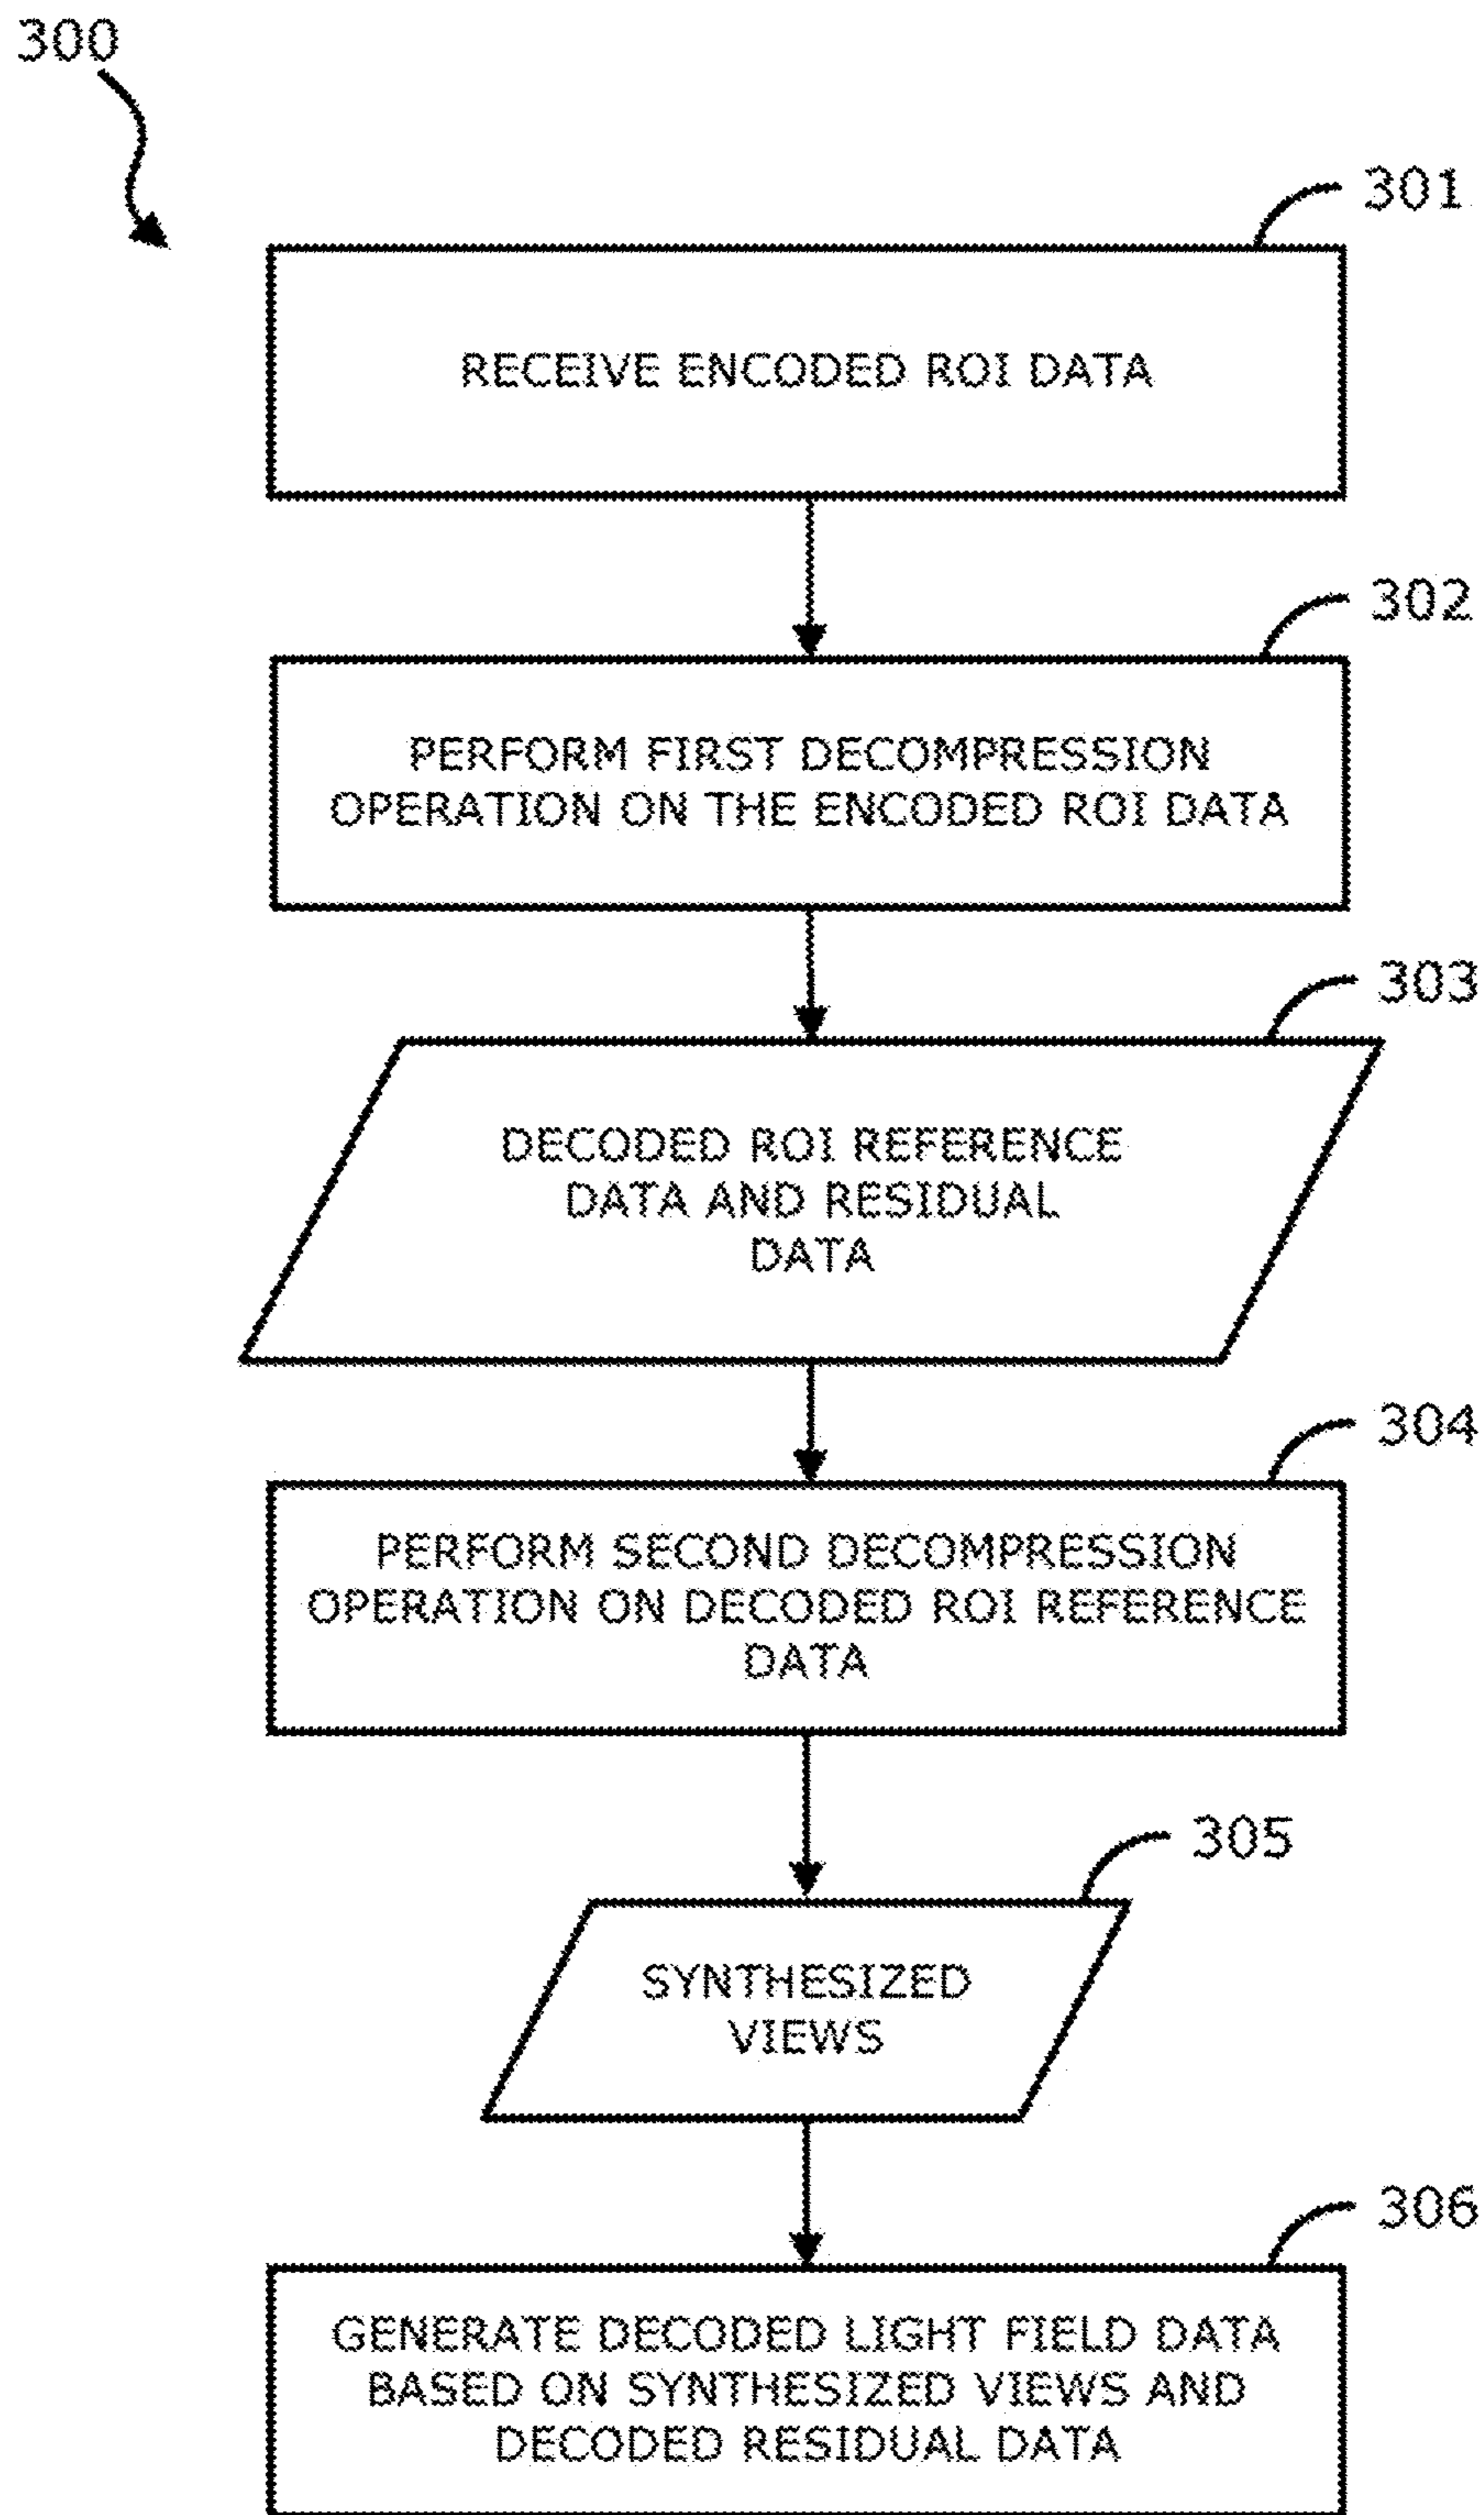 300
301
RECEIVE ENCODED ROI DATA
302
PERFORM FIRST DECOMPRESSION
OPERATION ON THE ENCODED ROI DATA
303
DECODED ROI REFERENCE
DATA AND RESIDUAL
DATA
304
PERFORM SECOND DECOMPRESSION
OPERATION ON DECODED ROI REFERENCE
DATA
305
SYNTHESIZED
VIEWS
306
GENERATE DECODED LIGHT FIELD DATA
BASED ON SYNTHESIZED VIEWS AND
DECODED RESIDUAL DATA